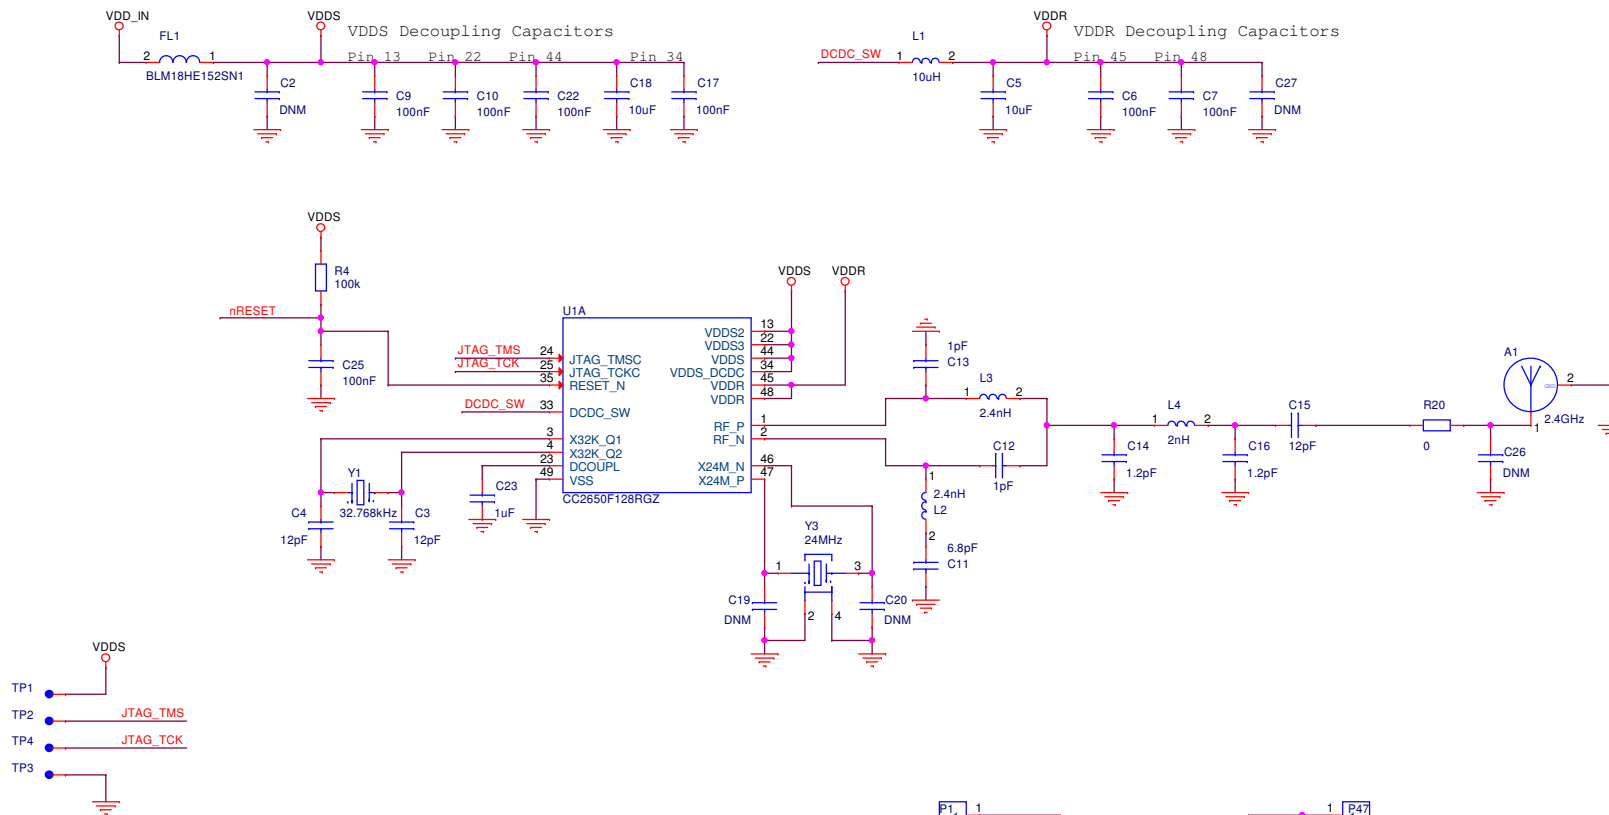 VDD_IN
VDDS
VDDS Decoupling Capacitors
VDDR
VDDR Decoupling Capacitors
FL1
2 1
BLM18HE152SN1
Pin 13 Pin 22 Pin 44 Pin 34
DCDC_SW
L1
1 2
10uH
Pin 45 Pin 48
C2
DNM
C9
100nF
C10
100nF
C22
100nF
C18
10uF
C17
100nF
C5
10uF
C6
100nF
C7
100nF
C27
DNM
VDDS
R4
100k
nRESET
C25
100nF
VDDS VDDR
U1A
JTAG_TMS 24 JTAG_TMSC
JTAG_TCK 25 JTAG_TCKC
35 RESET_N
DCDC_SW 33 DCDC_SW
3 X32K_Q1
4 X32K_Q2
23 DCOUPL
49 VSS
VDDS2 13
VDDS3 22
VDDS 44
VDDS_DCDC 34
VDDR 45
VDDR 48
RF_P 1
RF_N 2
X24M_N 46
X24M_P 47
CC2650F128RGZ
Y1
32.768kHz
C4
12pF
C3
12pF
C23
1uF
Y3
24MHz
1 3
2 4
C19
DNM
C20
DNM
1pF
C13
L3
1 2
2.4nH
C12
1pF
1
2.4nH
L2
2
6.8pF
C11
C14
1.2pF
L4
1 2
2nH
C16
1.2pF
C15
12pF
R20
0
C26
DNM
A1
2
1
2.4GHz
VDDS
TP1
TP2 JTAG_TMS
TP4 JTAG_TCK
TP3
P1 1
1 P47